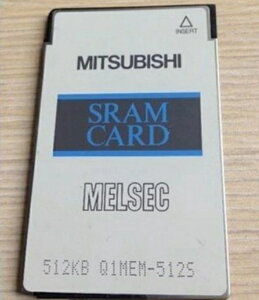 INSERT
MITSUBISHI
SRAM
CARD
MELSEC
512KB Q1MEM-512S